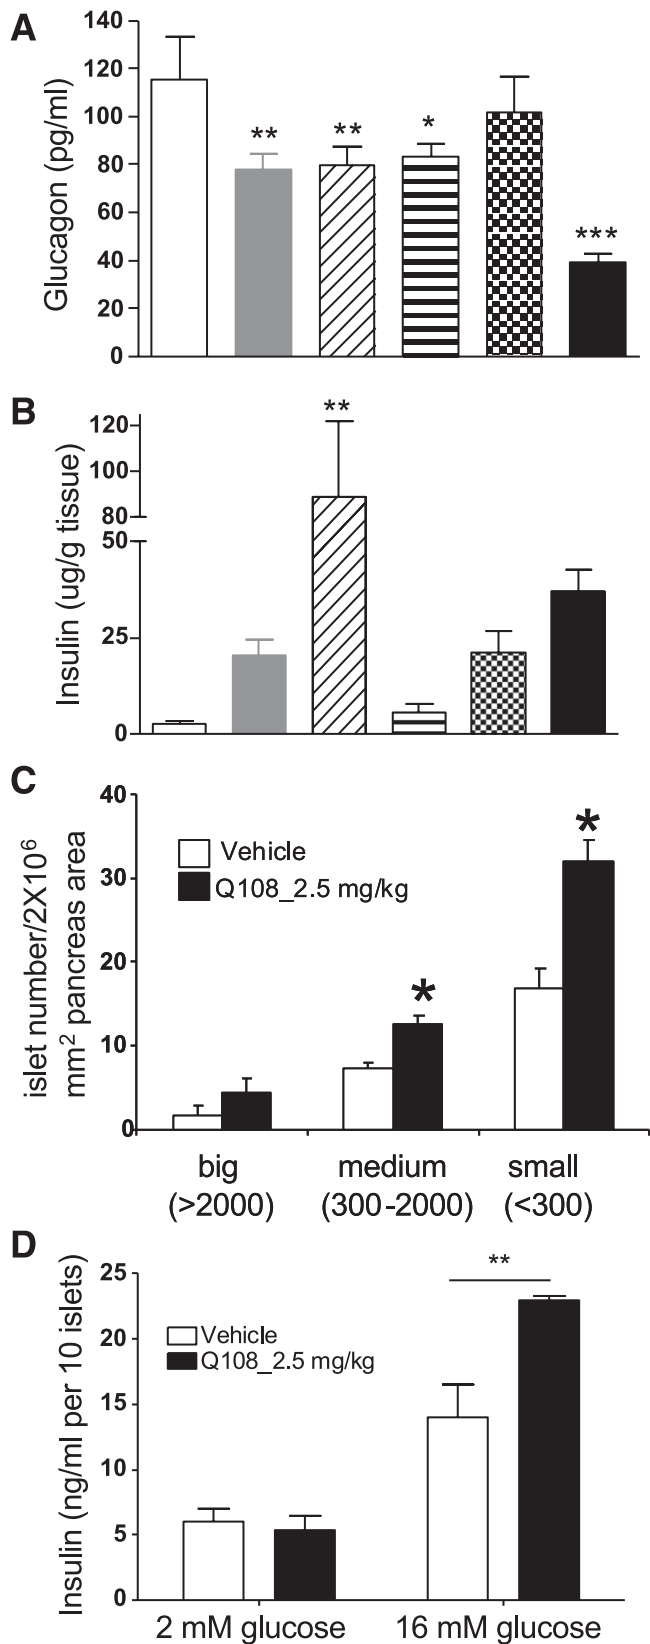 A
Glucagon (pg/ml)
140
120
100
80
60
40
20
0
**
**
*
***
B
Insulin (ug/g tissue)
120
100
80
50
25
0
**
C
islet number/2X10⁶
mm² pancreas area
40
30
20
10
0
Vehicle
Q108_2.5 mg/kg
*
*
big
(>2000)
medium
(300-2000)
small
(<300)
D
Insulin (ng/ml per 10 islets)
25
20
15
10
5
0
Vehicle
Q108_2.5 mg/kg
**
2 mM glucose
16 mM glucose